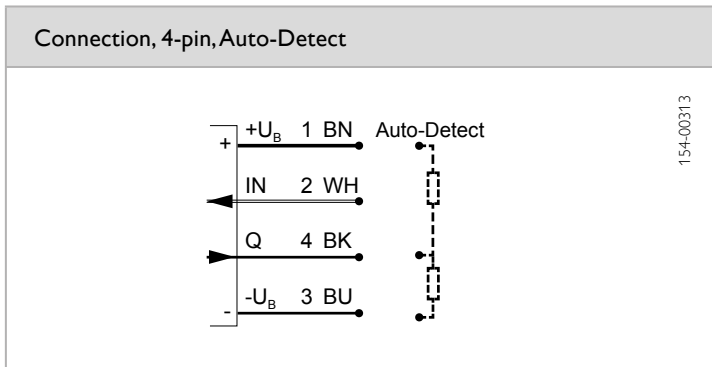 Connection, 4-pin, Auto-Detect
+ +UB 1 BN Auto-Detect
IN 2 WH
Q 4 BK
- -UB 3 BU
154-00313